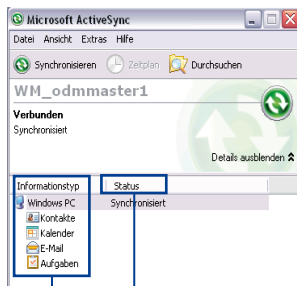 Microsoft ActiveSync
Datei Ansicht Extras Hilfe
Synchronisieren Zeitplan Durchsuchen
WM_odmmaster1
Verbunden
Synchronisiert
Details ausblenden
Informationstyp Status
Windows PC Synchronisiert
Kontakte
Kalender
E-Mail
Aufgaben